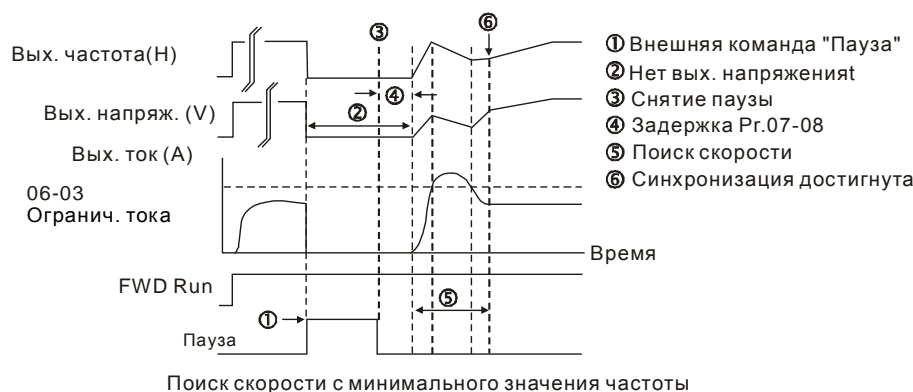 Вых. частота(H)
Вых. напряж. (V)
Вых. ток (A)
06-03
Огранич. тока
FWD Run
Пауза
③
⑥
④
②
⑤
①
Время
① Внешняя команда "Пауза"
② Нет вых. напряженияt
③ Снятие паузы
④ Задержка Pr.07-08
⑤ Поиск скорости
⑥ Синхронизация достигнута
Поиск скорости с минимального значения частоты